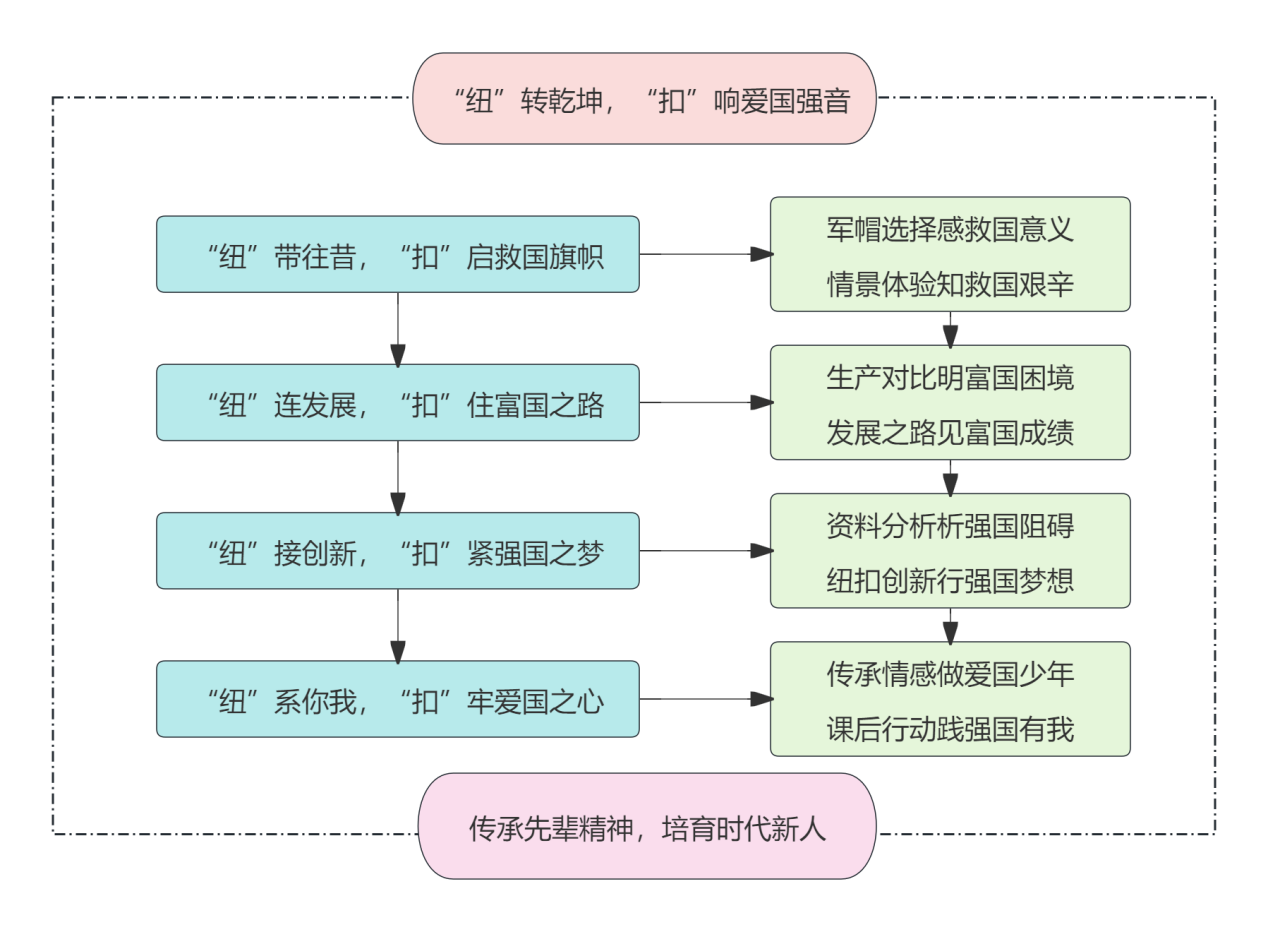 “纽”转乾坤，“扣”响爱国强音
“纽”带往昔，“扣”启救国旗帜
军帽选择感救国意义
情景体验知救国艰辛
“纽”连发展，“扣”住富国之路
生产对比明富国困境
发展之路见富国成绩
“纽”接创新，“扣”紧强国之梦
资料分析析强国阻碍
纽扣创新行强国梦想
“纽”系你我，“扣”牢爱国之心
传承情感做爱国少年
课后行动践强国有我
传承先辈精神，培育时代新人